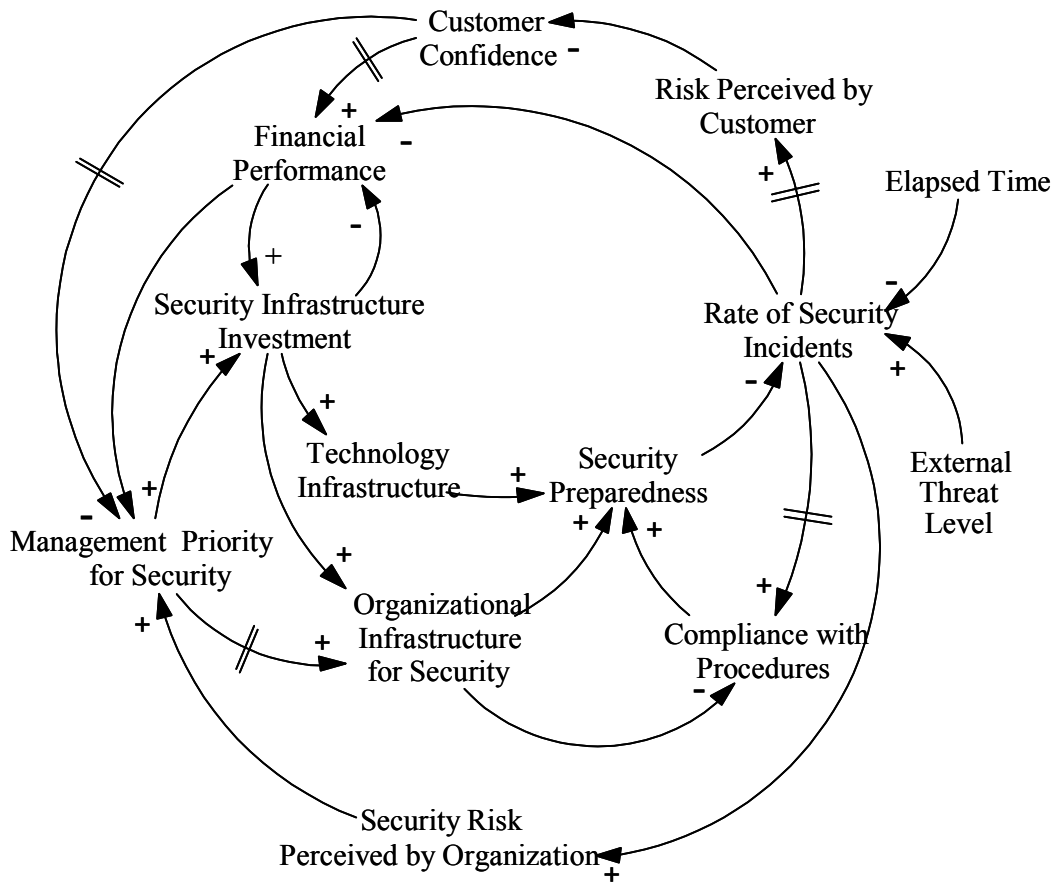 Customer
Confidence
-
+
Risk Perceived by
Customer
+
Financial
Performance
-
-
Elapsed Time
-
+
Security Infrastructure
Investment
+
Rate of Security
Incidents
-
+
+
Technology
Infrastructure
+
Security
Preparedness
+
+
External
Threat
Level
+
-
Management Priority
for Security
+
+
Organizational
Infrastructure
for Security
+
+
Compliance with
Procedures
-
Security Risk
Perceived by Organization
+